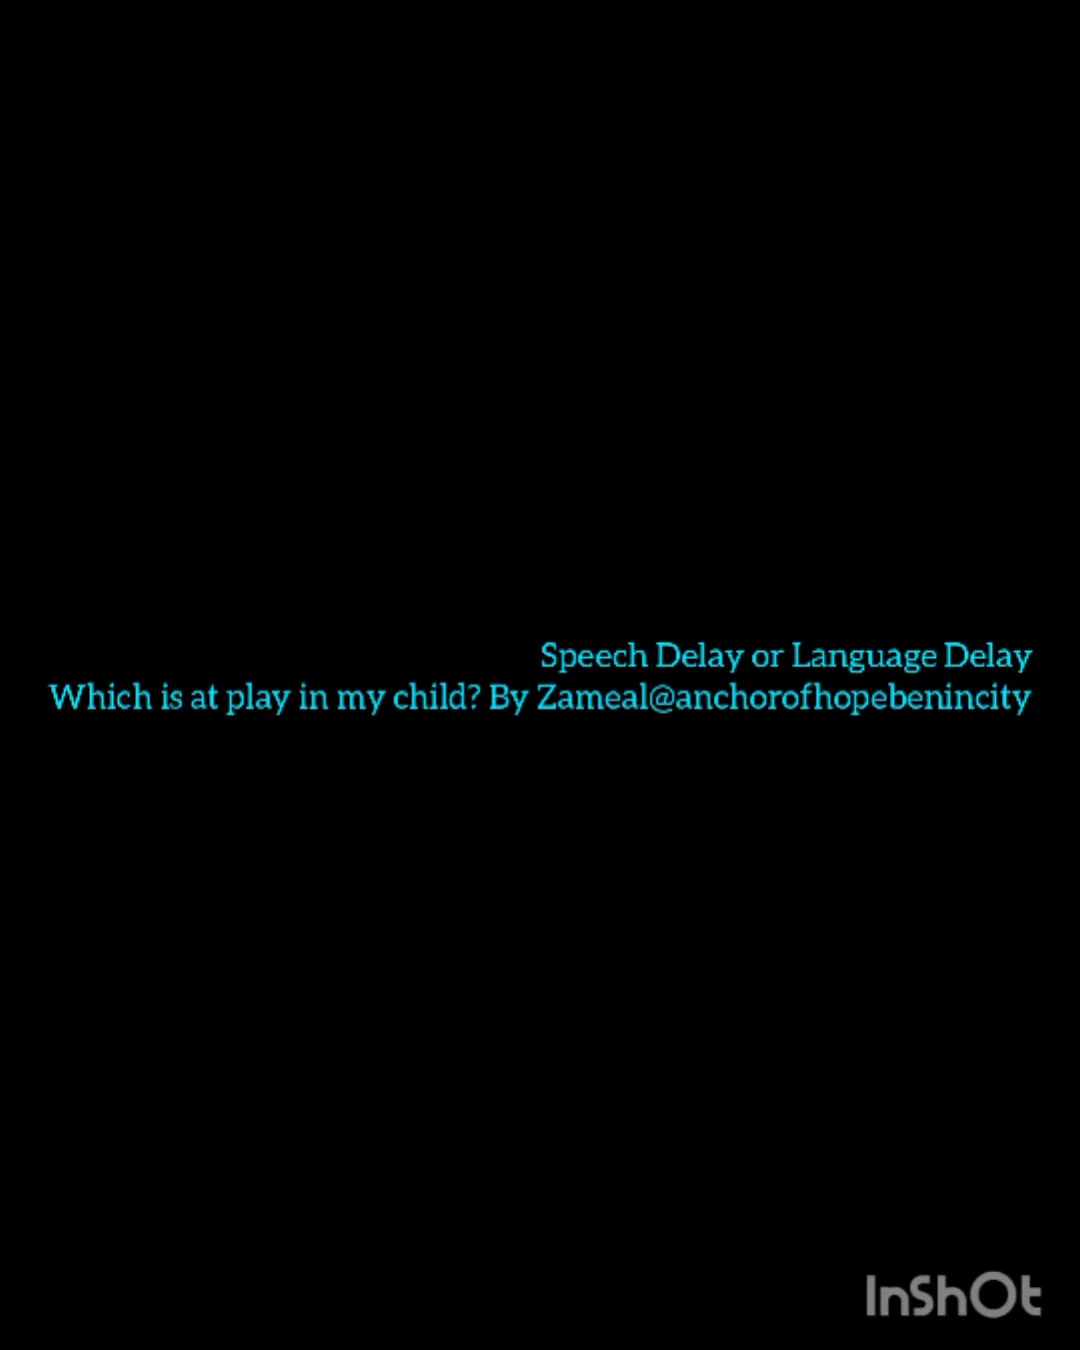 Speech Delay or Language Delay
Which is at play in my child? By Zameal@anchorofhopebenincity
InShOt